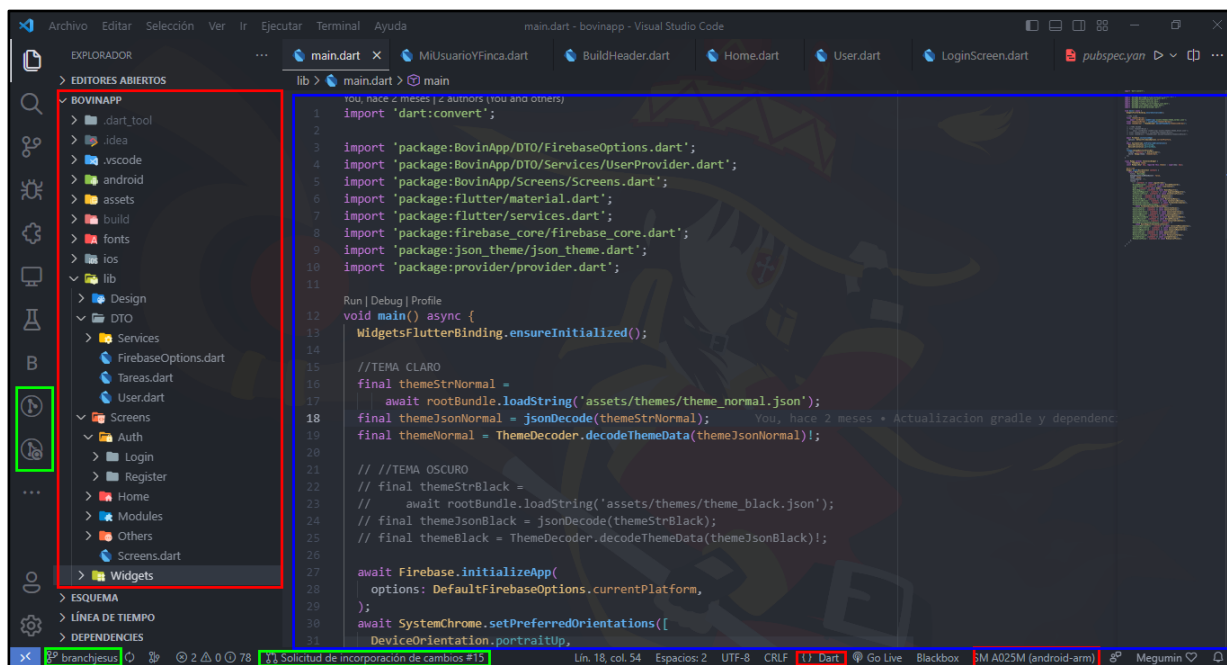 Archivo Editar Selección Ver Ir Ejecutar Terminal Ayuda
main.dart - bovinapp - Visual Studio Code
EXPLORADOR
main.dart
MiUsuarioYFinca.dart
BuildHeader.dart
Home.dart
User.dart
LoginScreen.dart
pubspec.yan
EDITORES ABIERTOS
lib > main.dart > main
BOVINAPP
.dart_tool
.idea
.vscode
android
assets
build
fonts
ios
lib
Design
DTO
Services
FirebaseOptions.dart
Tareas.dart
User.dart
Screens
Auth
Login
Register
Home
Modules
Others
Screens.dart
Widgets
ESQUEMA
LÍNEA DE TIEMPO
DEPENDENCIES
B
You, hace 2 meses | 2 authors (You and others)
1 import 'dart:convert';
2
3 import 'package:BovinApp/DTO/FirebaseOptions.dart';
4 import 'package:BovinApp/DTO/Services/UserProvider.dart';
5 import 'package:BovinApp/Screens/Screens.dart';
6 import 'package:flutter/material.dart';
7 import 'package:flutter/services.dart';
8 import 'package:firebase_core/firebase_core.dart';
9 import 'package:json_theme/json_theme.dart';
10 import 'package:provider/provider.dart';
11
Run | Debug | Profile
12 void main() async {
13 WidgetsFlutterBinding.ensureInitialized();
14
15 //TEMA CLARO
16 final themeStrNormal =
17 await rootBundle.loadString('assets/themes/theme_normal.json');
18 final themeJsonNormal = jsonDecode(themeStrNormal); You, hace 2 meses • Actualizacion gradle y dependenc
19 final themeNormal = ThemeDecoder.decodeThemeData(themeJsonNormal)!;
20
21 // //TEMA OSCURO
22 // final themeStrBlack =
23 // await rootBundle.loadString('assets/themes/theme_black.json');
24 // final themeJsonBlack = jsonDecode(themeStrBlack);
25 // final themeBlack = ThemeDecoder.decodeThemeData(themeJsonBlack)!;
26
27 await Firebase.initializeApp(
28 options: DefaultFirebaseOptions.currentPlatform,
29 );
30 await SystemChrome.setPreferredOrientations([
31 DeviceOrientation.portraitUp,
branchjesus 2 0 78 Solicitud de incorporación de cambios #15 Lín. 18, col. 54 Espacios: 2 UTF-8 CRLF {} Dart Go Live Blackbox SM A025M (android-arm) Megumin